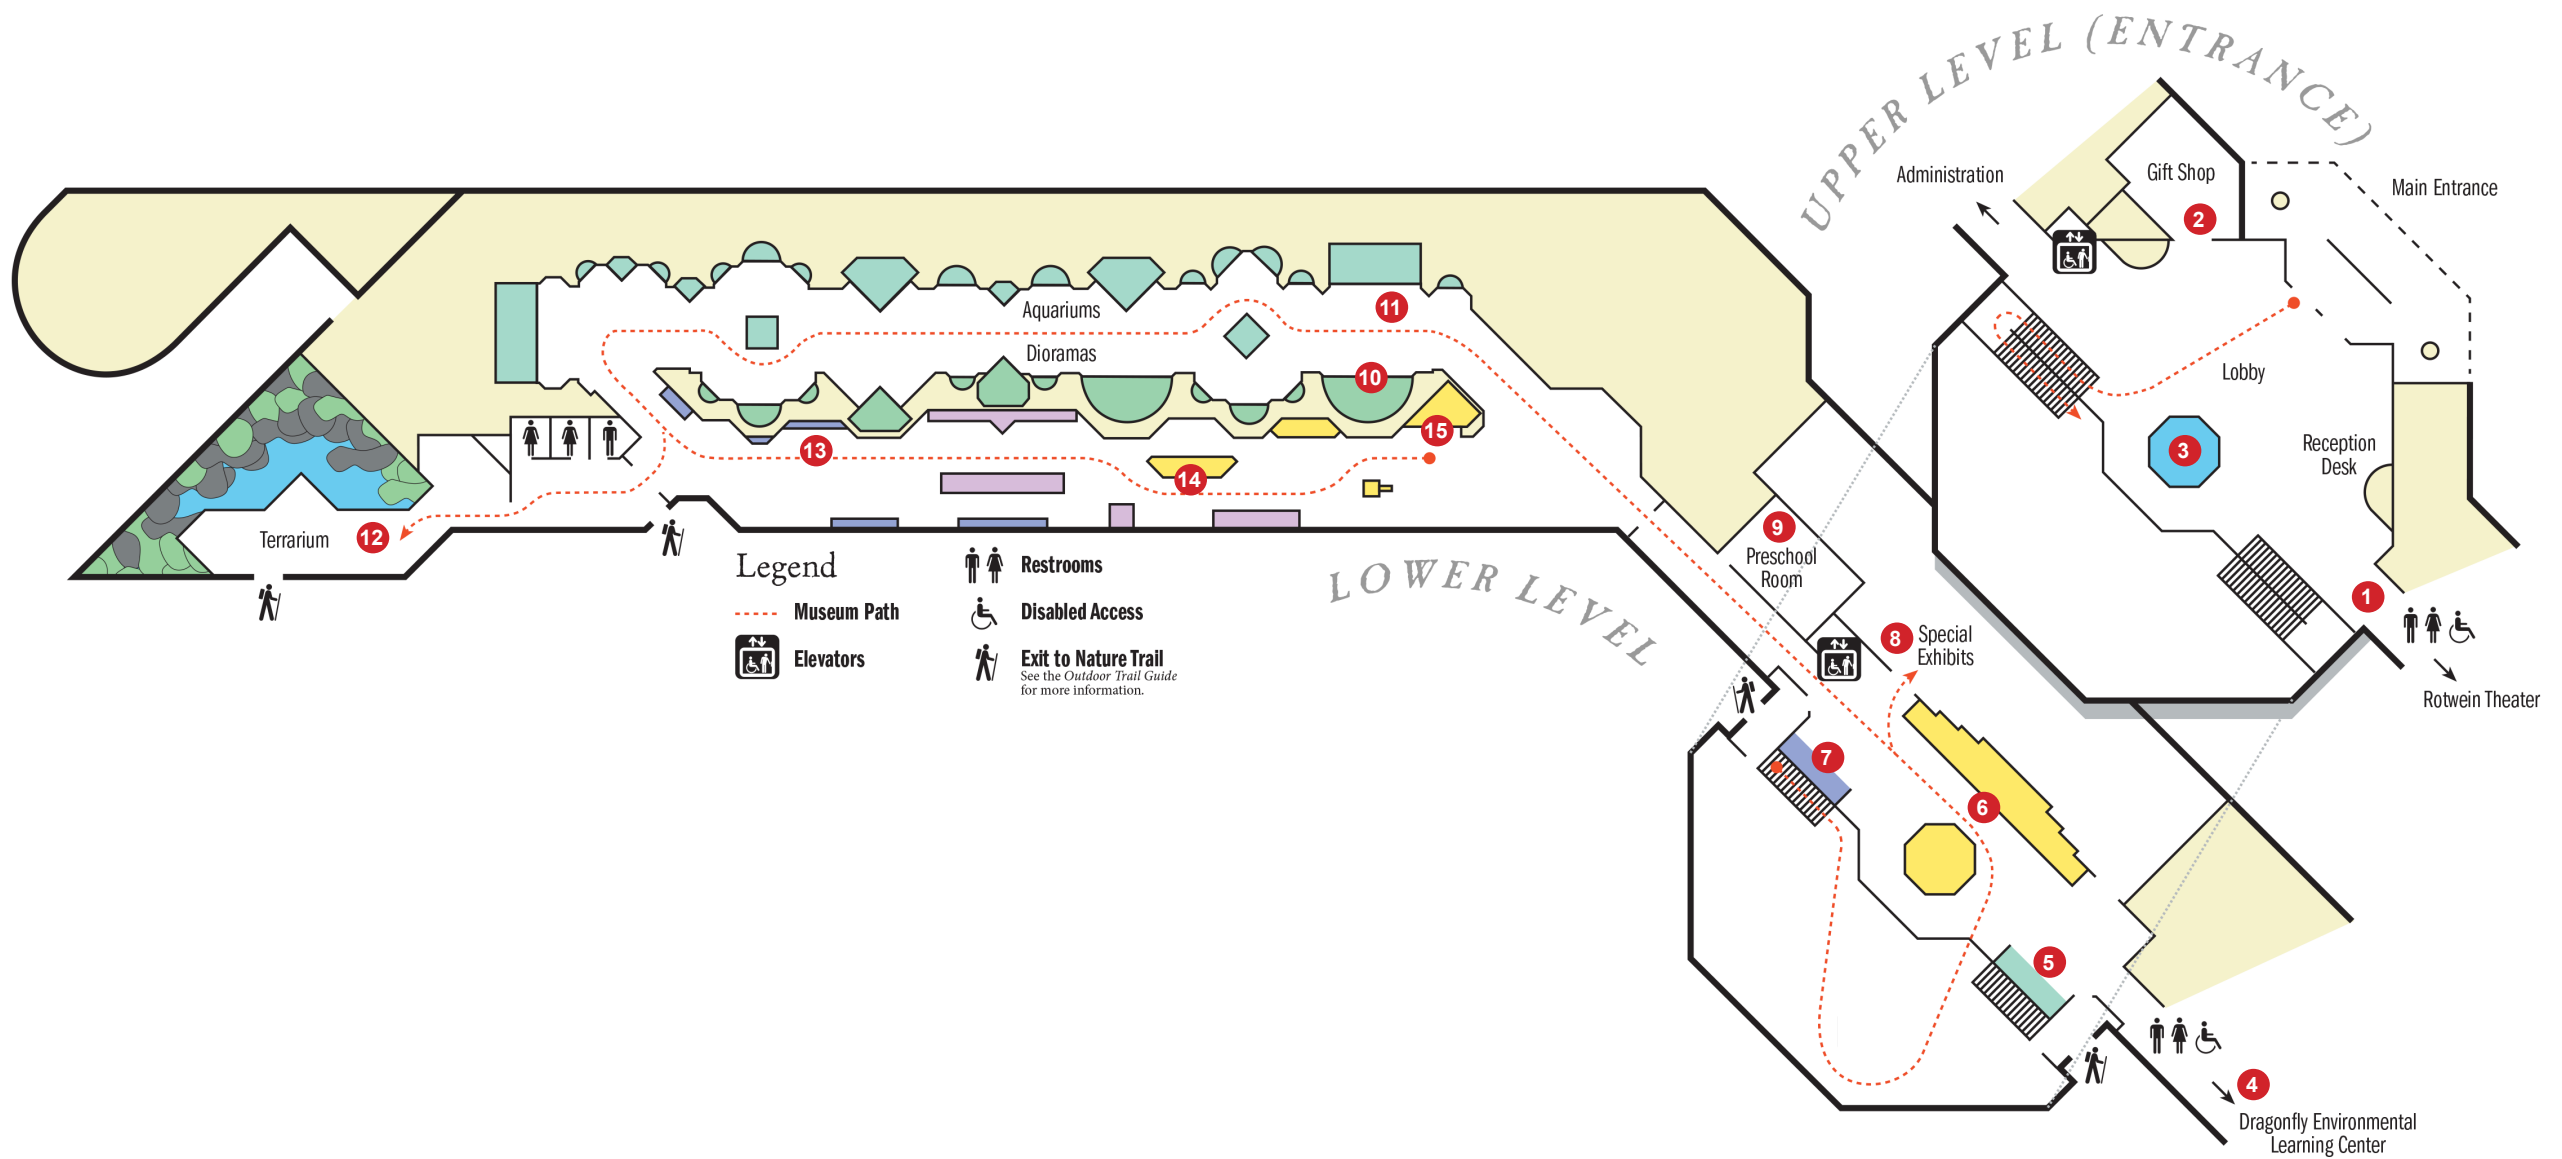 UPPER LEVEL (ENTRANCE)
Administration
Gift Shop
2
Main Entrance
Lobby
3
Reception
Desk
1
Rotwein Theater
Aquariums
11
Dioramas
10
15
13
14
12
Terrarium
9
Preschool
Room
LOWER LEVEL
8
Special
Exhibits
7
6
5
4
Dragonfly Environmental
Learning Center
Legend
Museum Path
Elevators
Restrooms
Disabled Access
Exit to Nature Trail
See the Outdoor Trail Guide
for more information.